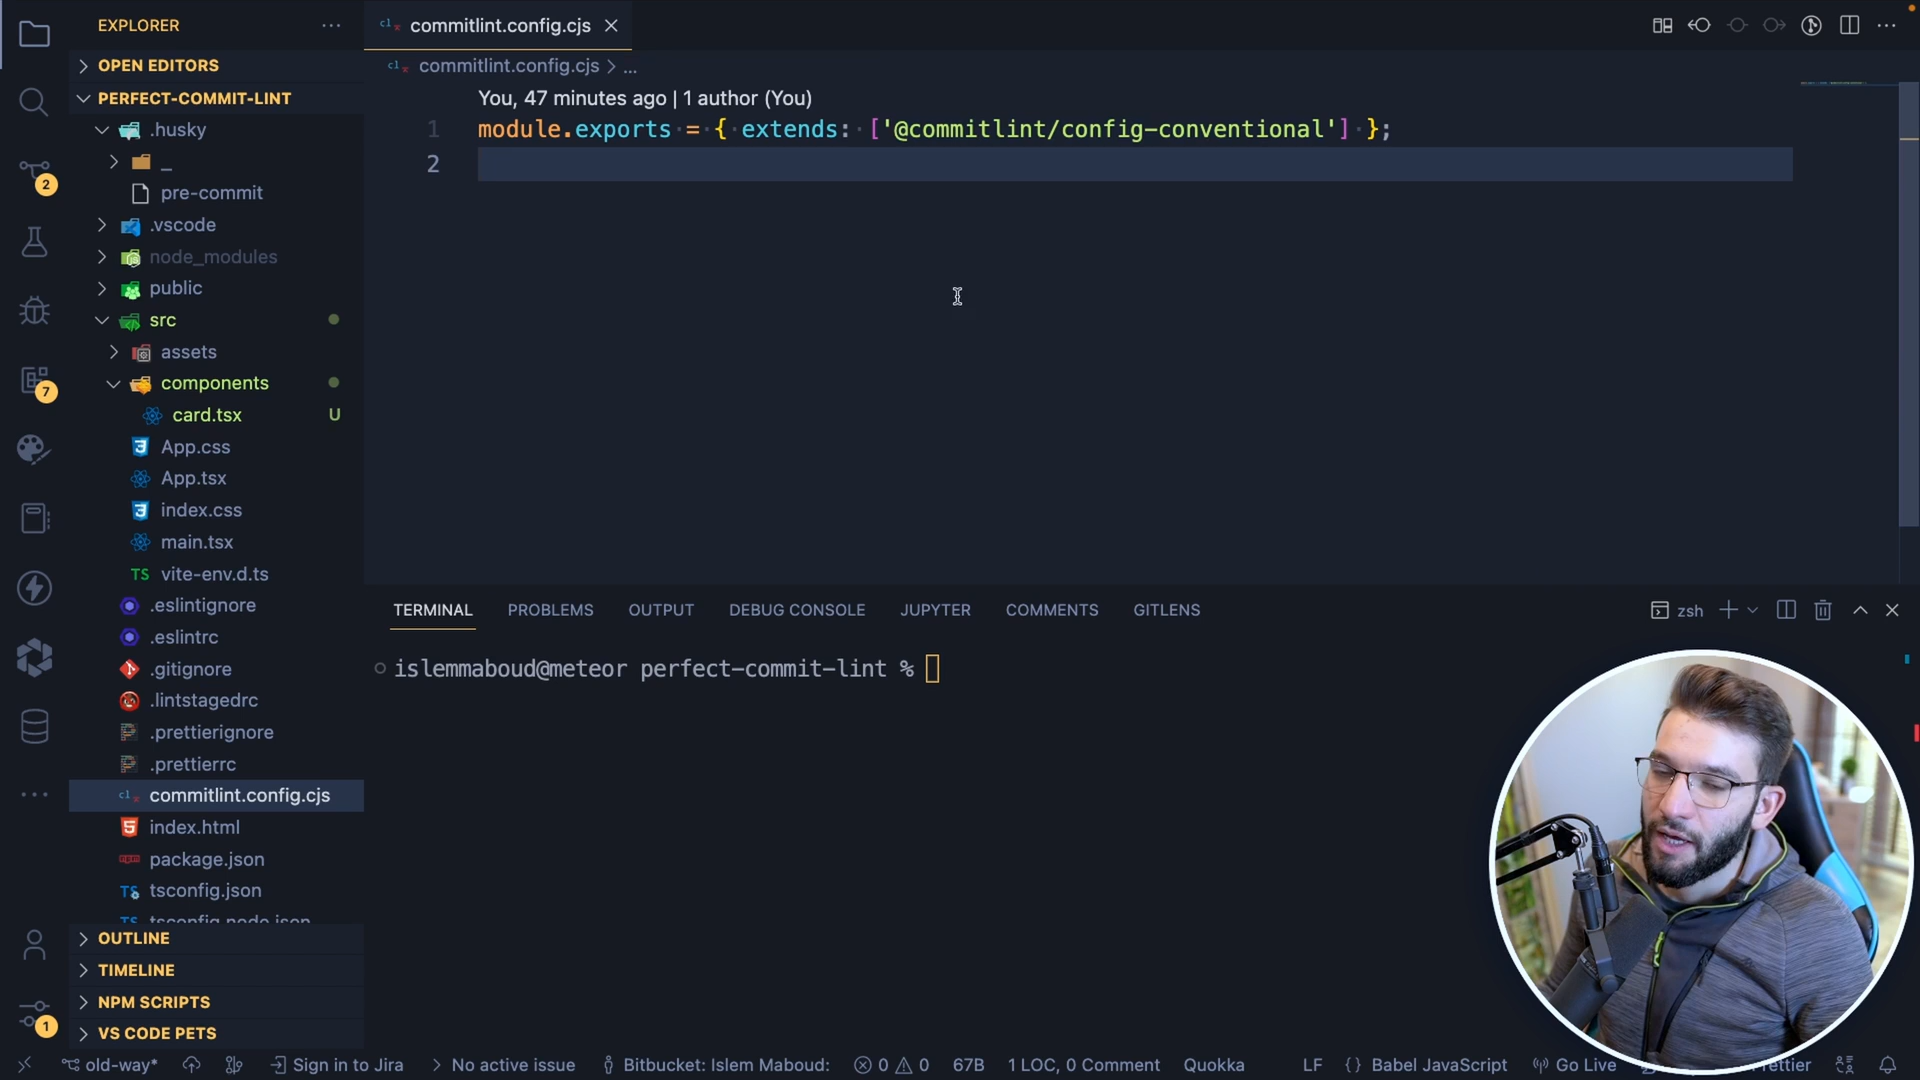 EXPLORER
OPEN EDITORS
PERFECT-COMMIT-LINT
.husky
_
pre-commit
.vscode
node_modules
public
src
assets
components
card.tsx U
App.css
App.tsx
index.css
main.tsx
TS vite-env.d.ts
.eslintignore
.eslintrc
.gitignore
.lintstagedrc
.prettierignore
.prettierrc
commitlint.config.cjs
index.html
package.json
tsconfig.json
tsconfig.node.json
OUTLINE
TIMELINE
NPM SCRIPTS
VS CODE PETS
2
7
1
commitlint.config.cjs
commitlint.config.cjs > ...
You, 47 minutes ago | 1 author (You)
1 module.exports = { extends: ['@commitlint/config-conventional'] };
2
TERMINAL PROBLEMS OUTPUT DEBUG CONSOLE JUPYTER COMMENTS GITLENS
zsh
islemmaboud@meteor perfect-commit-lint %
old-way* Sign in to Jira No active issue Bitbucket: Islem Maboud: 0 0 67B 1 LOC, 0 Comment Quokka LF {} Babel JavaScript Go Live